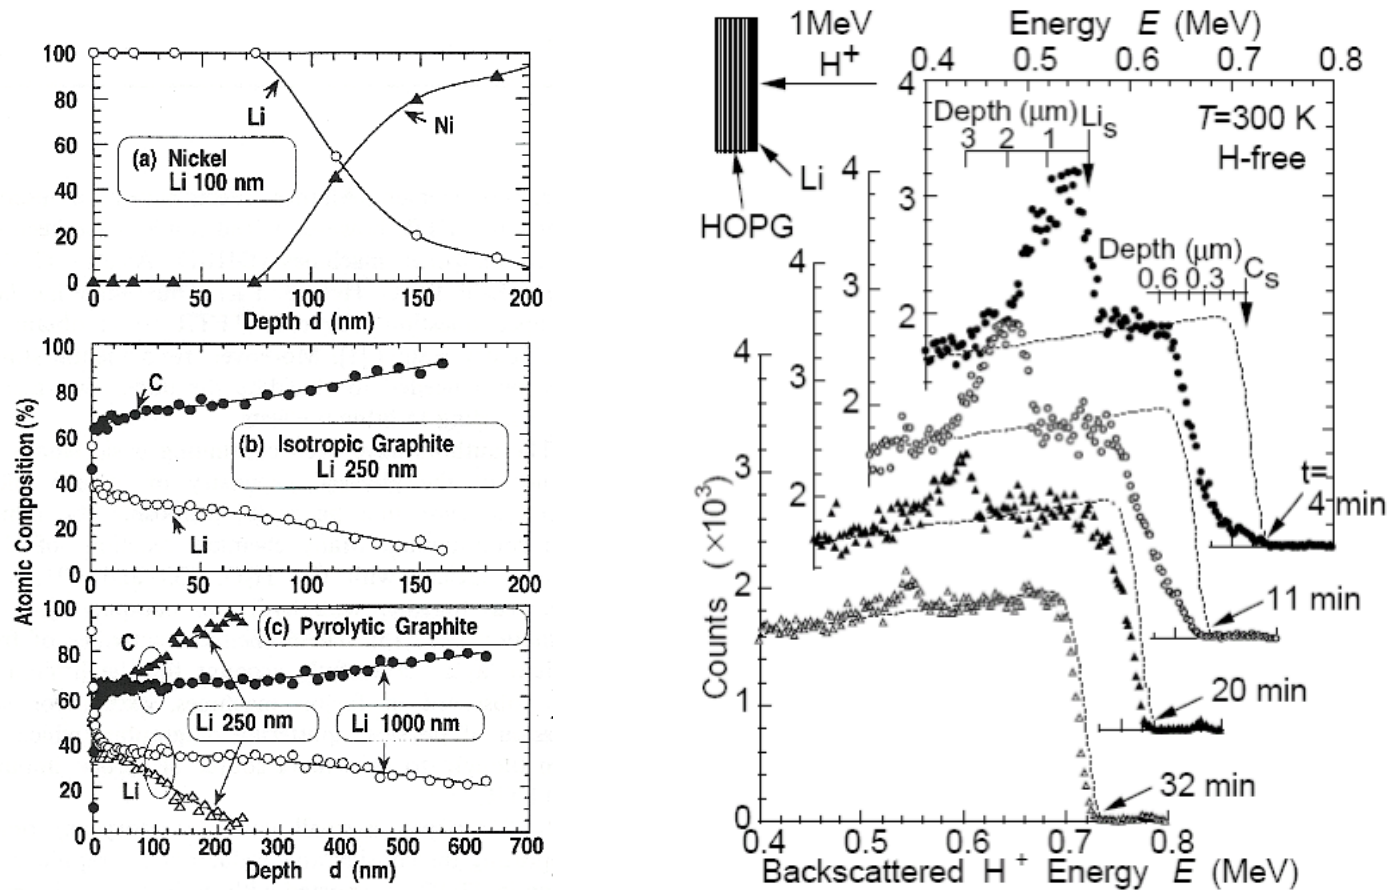 Atomic Composition (%)
100
80
60
40
20
0
Li
Ni
(a) Nickel
Li 100 nm
0 50 100 150 200
Depth d (nm)
100
80
60
40
20
0
C
(b) Isotropic Graphite
Li 250 nm
Li
0 50 100 150 200
100
80
60
40
20
0
C
(c) Pyrolytic Graphite
Li 250 nm
Li 1000 nm
Li
0 100 200 300 400 500 600 700
Depth d (nm)
1MeV
H+
Li
HOPG
Energy E (MeV)
0.4 0.5 0.6 0.7 0.8
4
3
2
Depth (μm)
3 2 1
LiS
T=300 K
H-free
Depth (μm)
0.6 0.3
CS
4
3
2
4
3
2
4
3
2
1
0
t=
4 min
11 min
20 min
32 min
Counts (×10³)
0.4 0.5 0.6 0.7 0.8
Backscattered H+ Energy E (MeV)